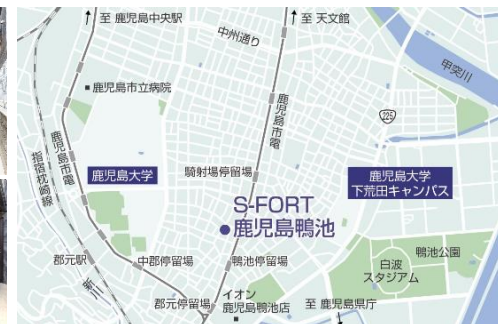 至 鹿児島中央駅
至 天文館
中洲通り
甲突川
鹿児島市立病院
鹿児島市電
225
鹿児島市電
指宿枕崎線
鹿児島大学
騎射場停留場
鹿児島大学
下荒田キャンパス
S-FORT
鹿児島鴨池
鴨池公園
白波
スタジアム
郡元駅
中郡停留場
鴨池停留場
新川
郡元停留場
イオン
鹿児島鴨池店
至 鹿児島県庁